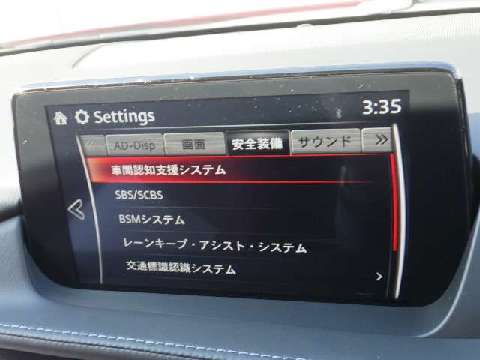 Settings
3:35
AD-Disp 画面 安全装備 サウンド
車間認知支援システム
SBS/SCBS
BSMシステム
レーンキープ・アシスト・システム
交通標識認識システム